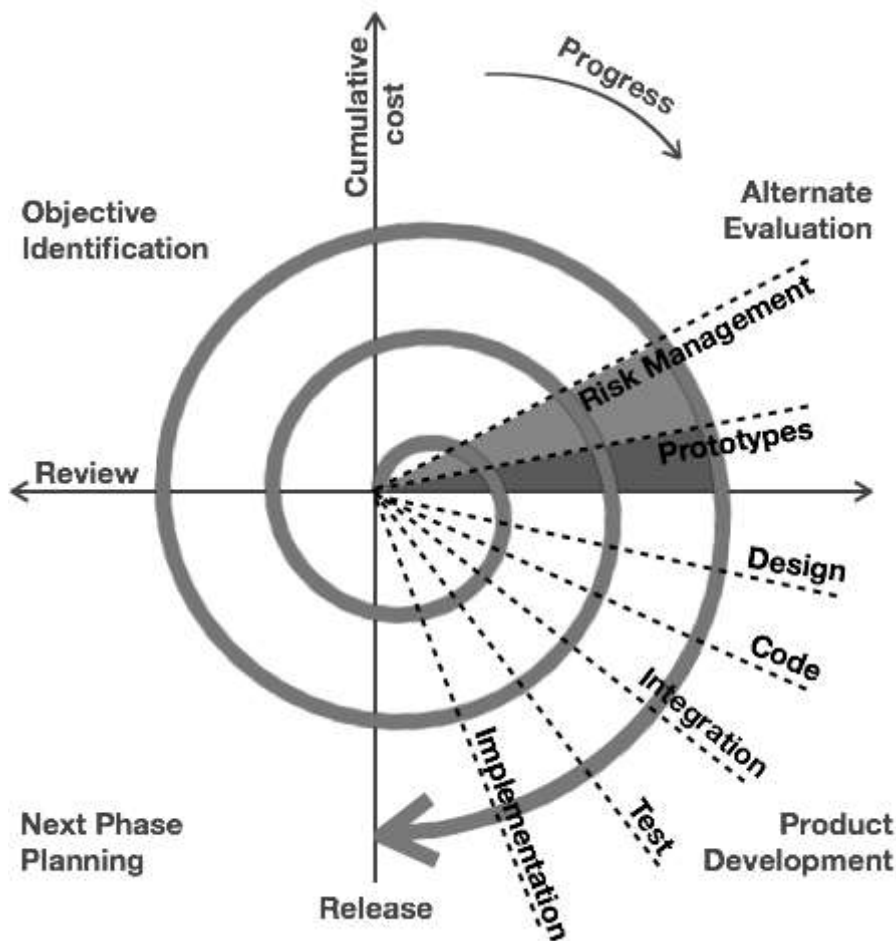 Cumulative
cost
Progress
Objective
Identification
Alternate
Evaluation
Risk Management
Prototypes
Review
Design
Code
Integration
Test
Implementation
Next Phase
Planning
Product
Development
Release